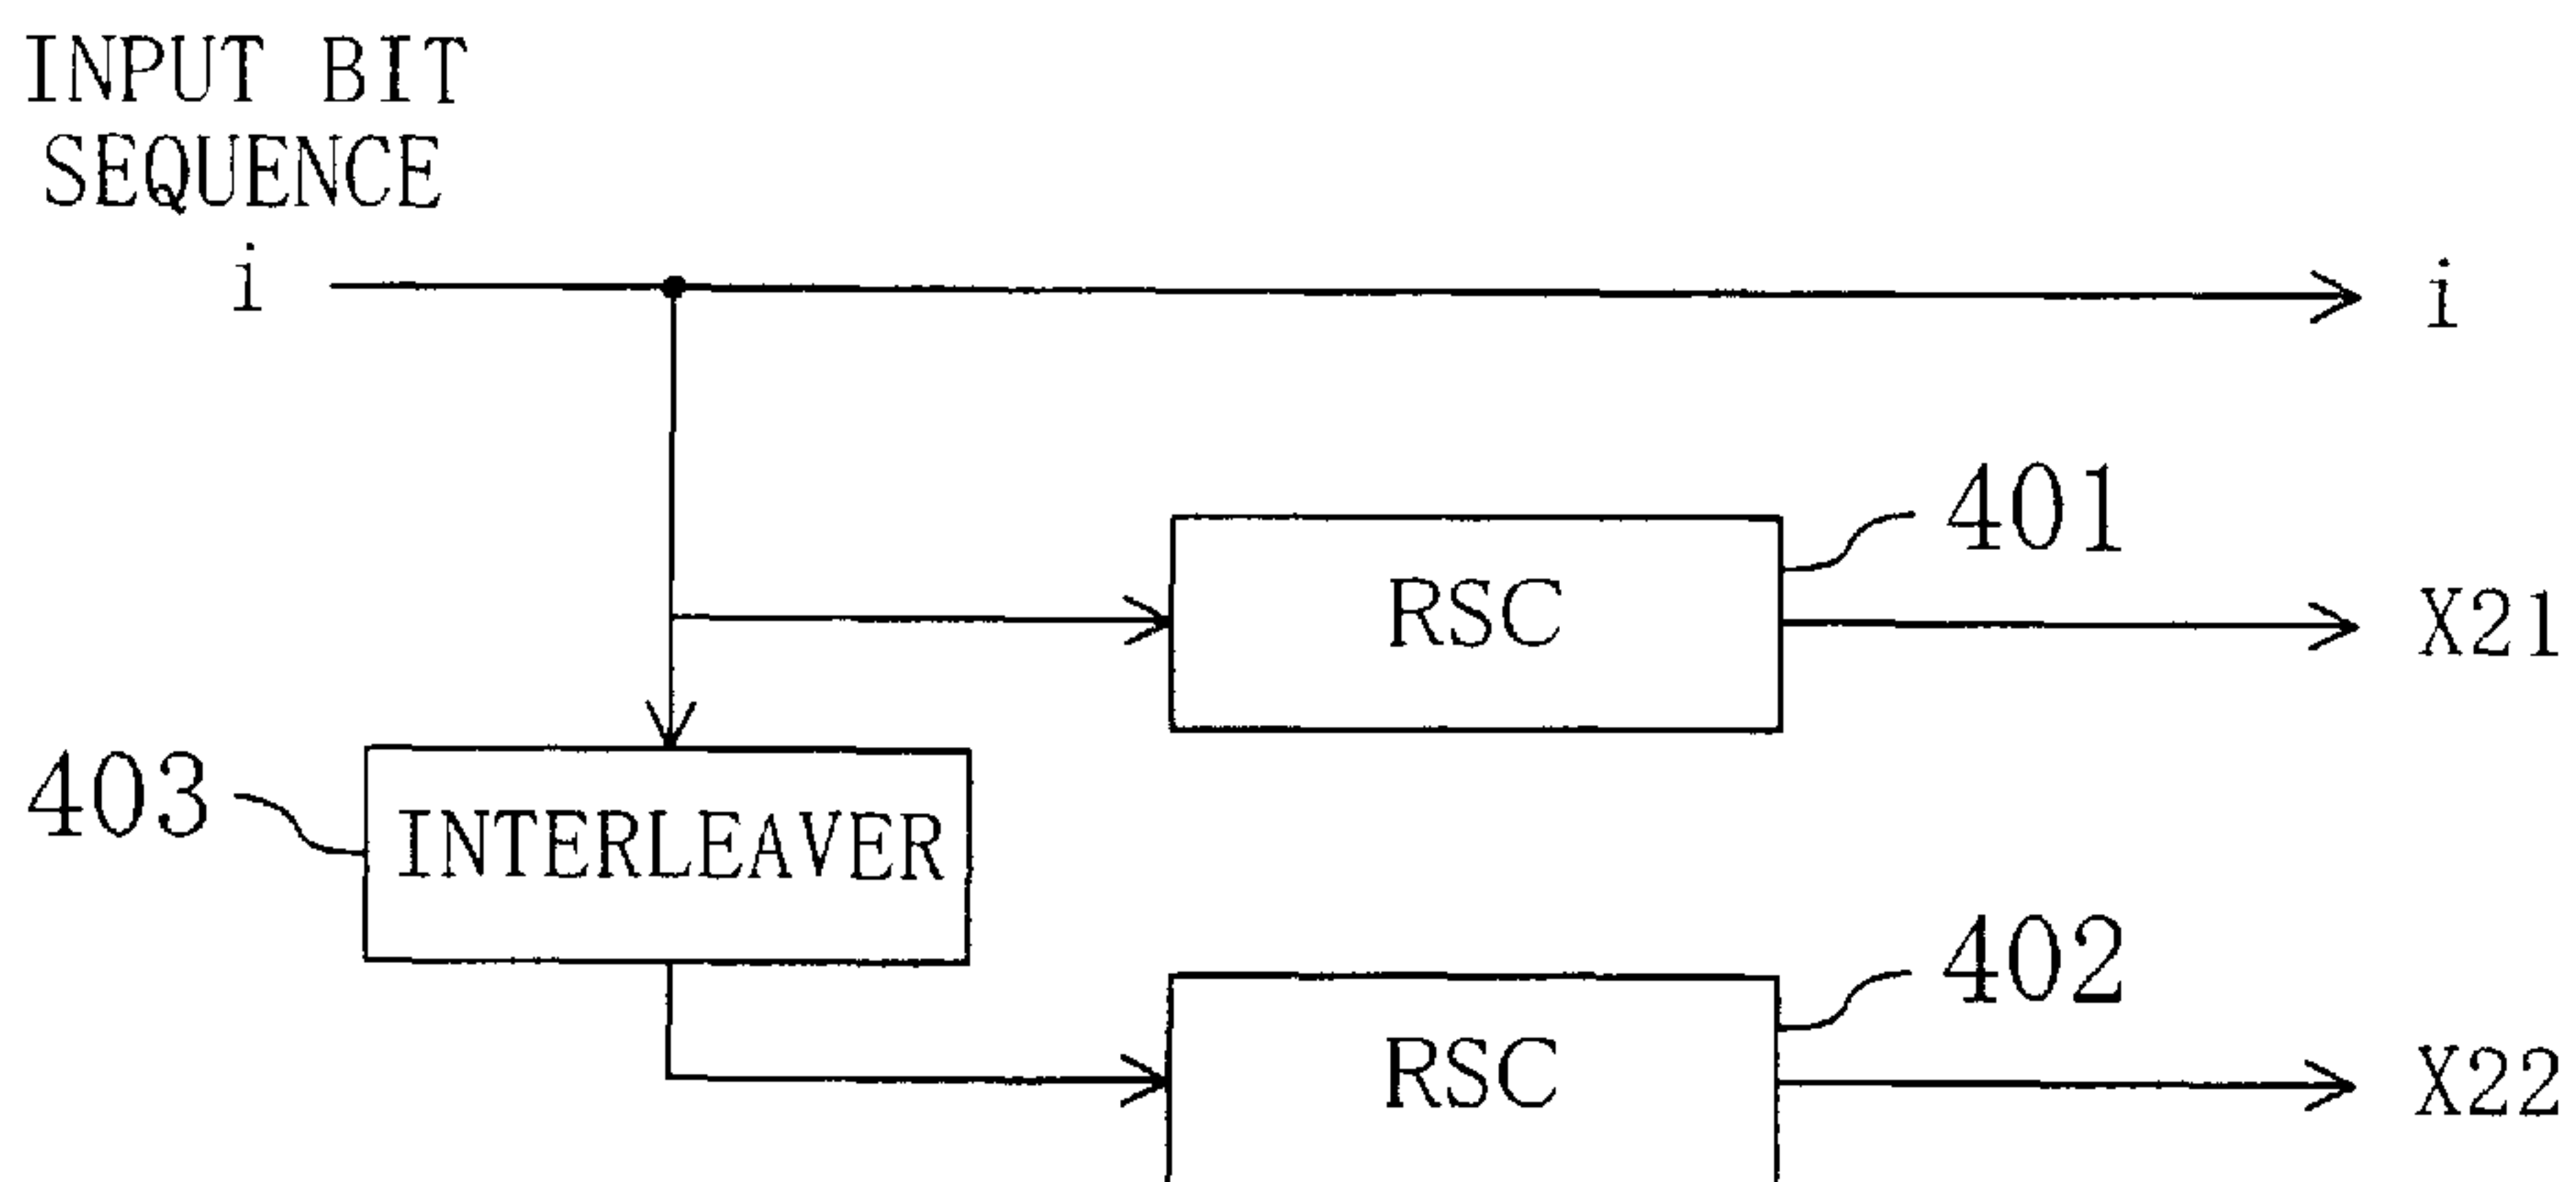 INPUT BIT
SEQUENCE
i
i
401
RSC
X21
403
INTERLEAVER
402
RSC
X22